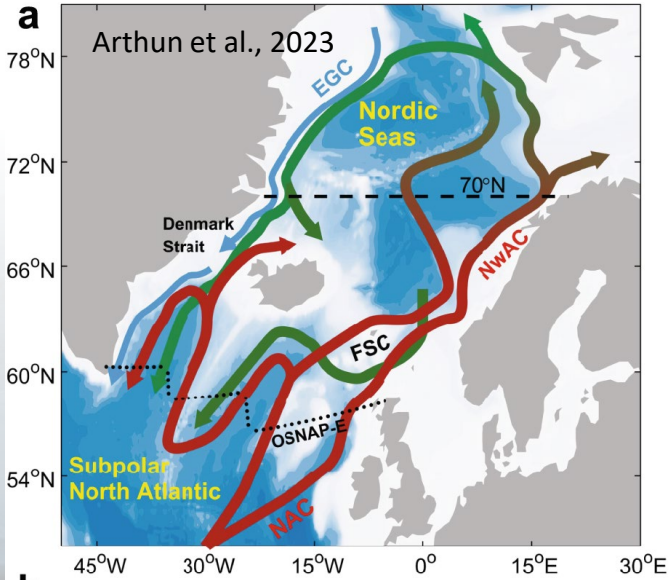 a
Arthun et al., 2023
78°N
72°N
66°N
60°N
54°N
EGC
Nordic
Seas
70°N
Denmark
Strait
NwAC
FSC
OSNAP-E
Subpolar
North Atlantic
NAC
45°W
30°W
15°W
0°
15°E
30°E